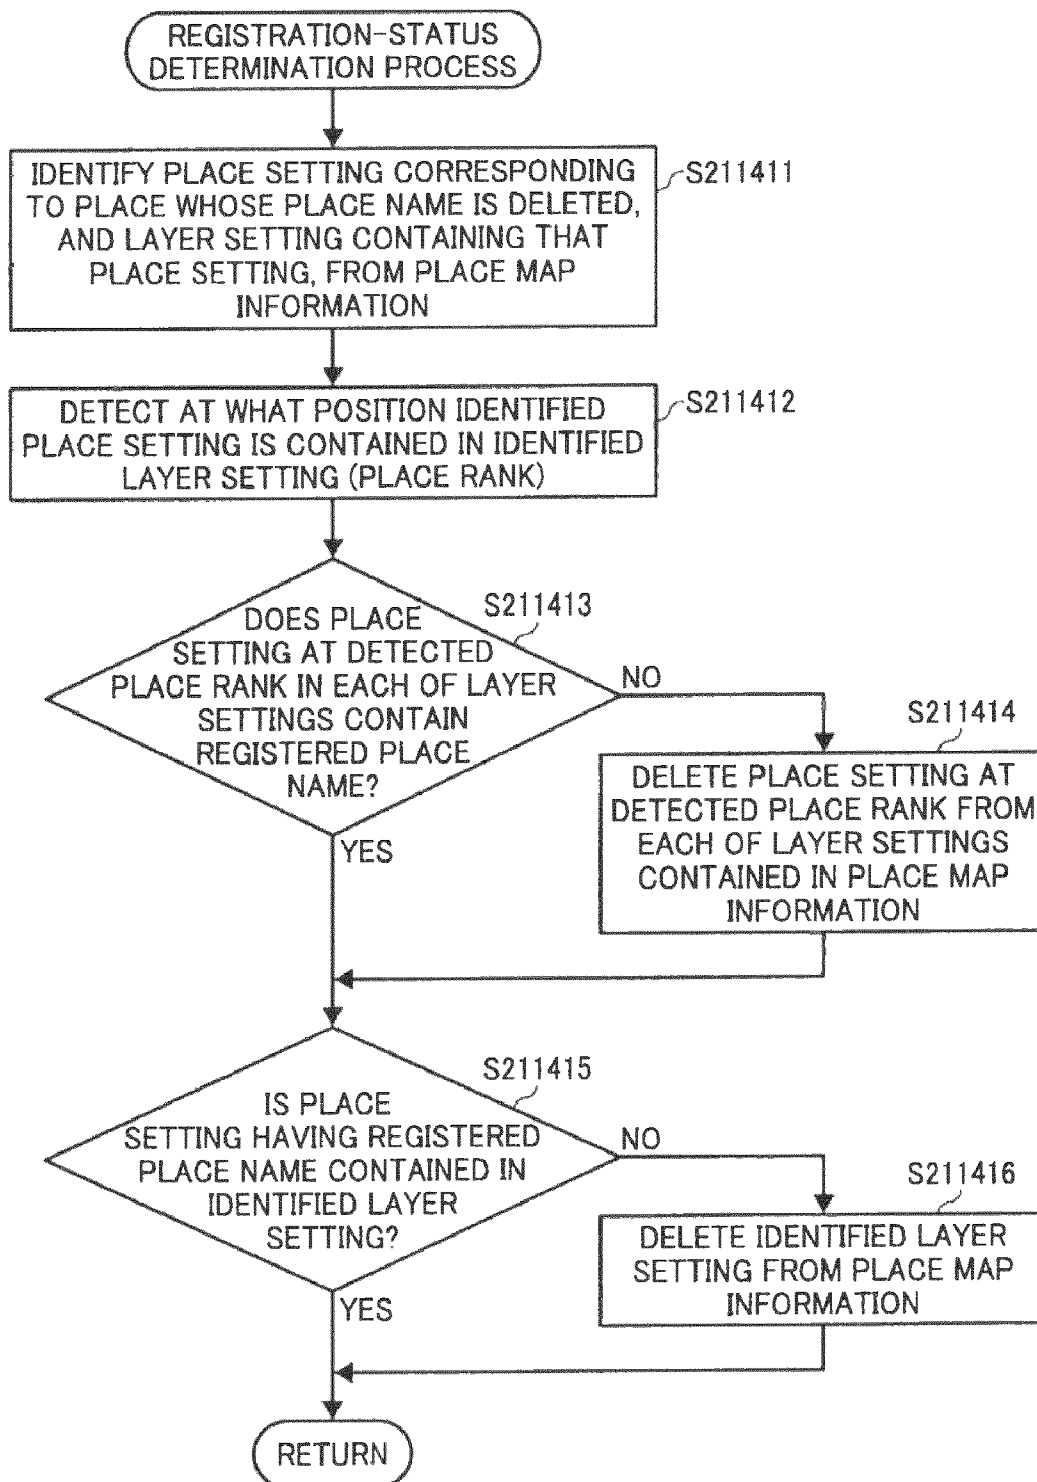 REGISTRATION-STATUS
DETERMINATION PROCESS
IDENTIFY PLACE SETTING CORRESPONDING
TO PLACE WHOSE PLACE NAME IS DELETED,
AND LAYER SETTING CONTAINING THAT
PLACE SETTING, FROM PLACE MAP
INFORMATION
S211411
DETECT AT WHAT POSITION IDENTIFIED
PLACE SETTING IS CONTAINED IN IDENTIFIED
LAYER SETTING (PLACE RANK)
S211412
DOES PLACE
SETTING AT DETECTED
PLACE RANK IN EACH OF LAYER
SETTINGS CONTAIN
REGISTERED PLACE
NAME?
S211413
NO
YES
S211414
DELETE PLACE SETTING AT
DETECTED PLACE RANK FROM
EACH OF LAYER SETTINGS
CONTAINED IN PLACE MAP
INFORMATION
S211415
IS PLACE
SETTING HAVING REGISTERED
PLACE NAME CONTAINED IN
IDENTIFIED LAYER
SETTING?
NO
YES
S211416
DELETE IDENTIFIED LAYER
SETTING FROM PLACE MAP
INFORMATION
RETURN